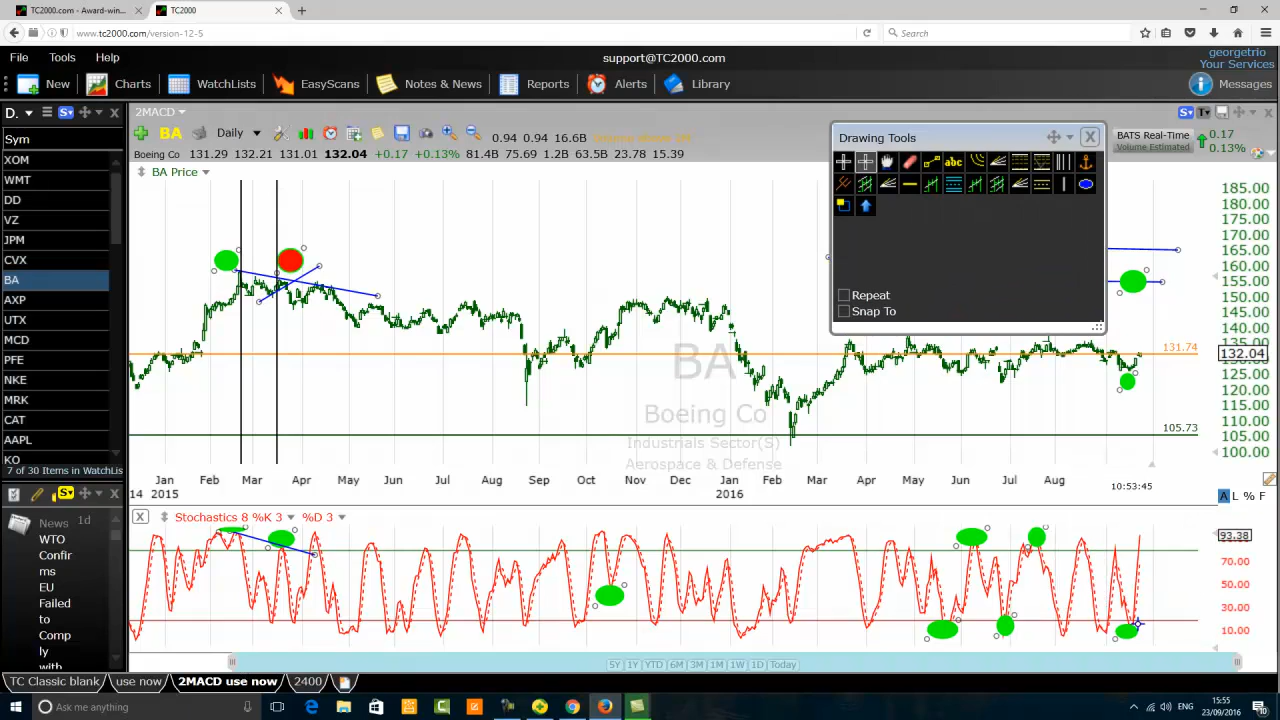 TC2000.com - Award-win...
TC2000
www.tc2000.com/version-12-5
Search
File
Tools
Help
support@TC2000.com
georgetrio
Your Services
New
Charts
WatchLists
EasyScans
Notes & News
Reports
Alerts
Library
Messages
D.
2MACD
Sym
BA
Daily
0.94 0.94 16.6B
Boeing Co 131.29 132.21 131.01 132.04 +0.17 +0.13% 81.4B 75.69 1.2B 63.5B 23.78 15.39
BA Price
Drawing Tools
abc
Repeat
Snap To
BATS Real-Time
Volume Estimated
0.17
0.13%
XOM
WMT
DD
VZ
JPM
CVX
BA
AXP
UTX
MCD
PFE
NKE
MRK
CAT
AAPL
KO
7 of 30 Items in WatchLis
185.00
180.00
175.00
170.00
165.00
160.00
155.00
150.00
145.00
140.00
135.00
131.74
132.04
125.00
120.00
115.00
110.00
105.73
105.00
100.00
BA
Boeing Co
Industrials Sector(S)
Aerospace & Defense
Jan Feb Mar Apr May Jun Jul Aug Sep Oct Nov Dec Jan Feb Mar Apr May Jun Jul Aug
14 2015 2016
10:53:45
A L % F
News 1d
WTO
Confir
ms
EU
Failed
to
Comp
ly
with
Stochastics 8 %K 3 %D 3
93.38
70.00
50.00
30.00
10.00
5Y 1Y YTD 6M 3M 1M 1W 1D Today
TC Classic blank
use now
2MACD use now
2400
Ask me anything
15:55
23/09/2016